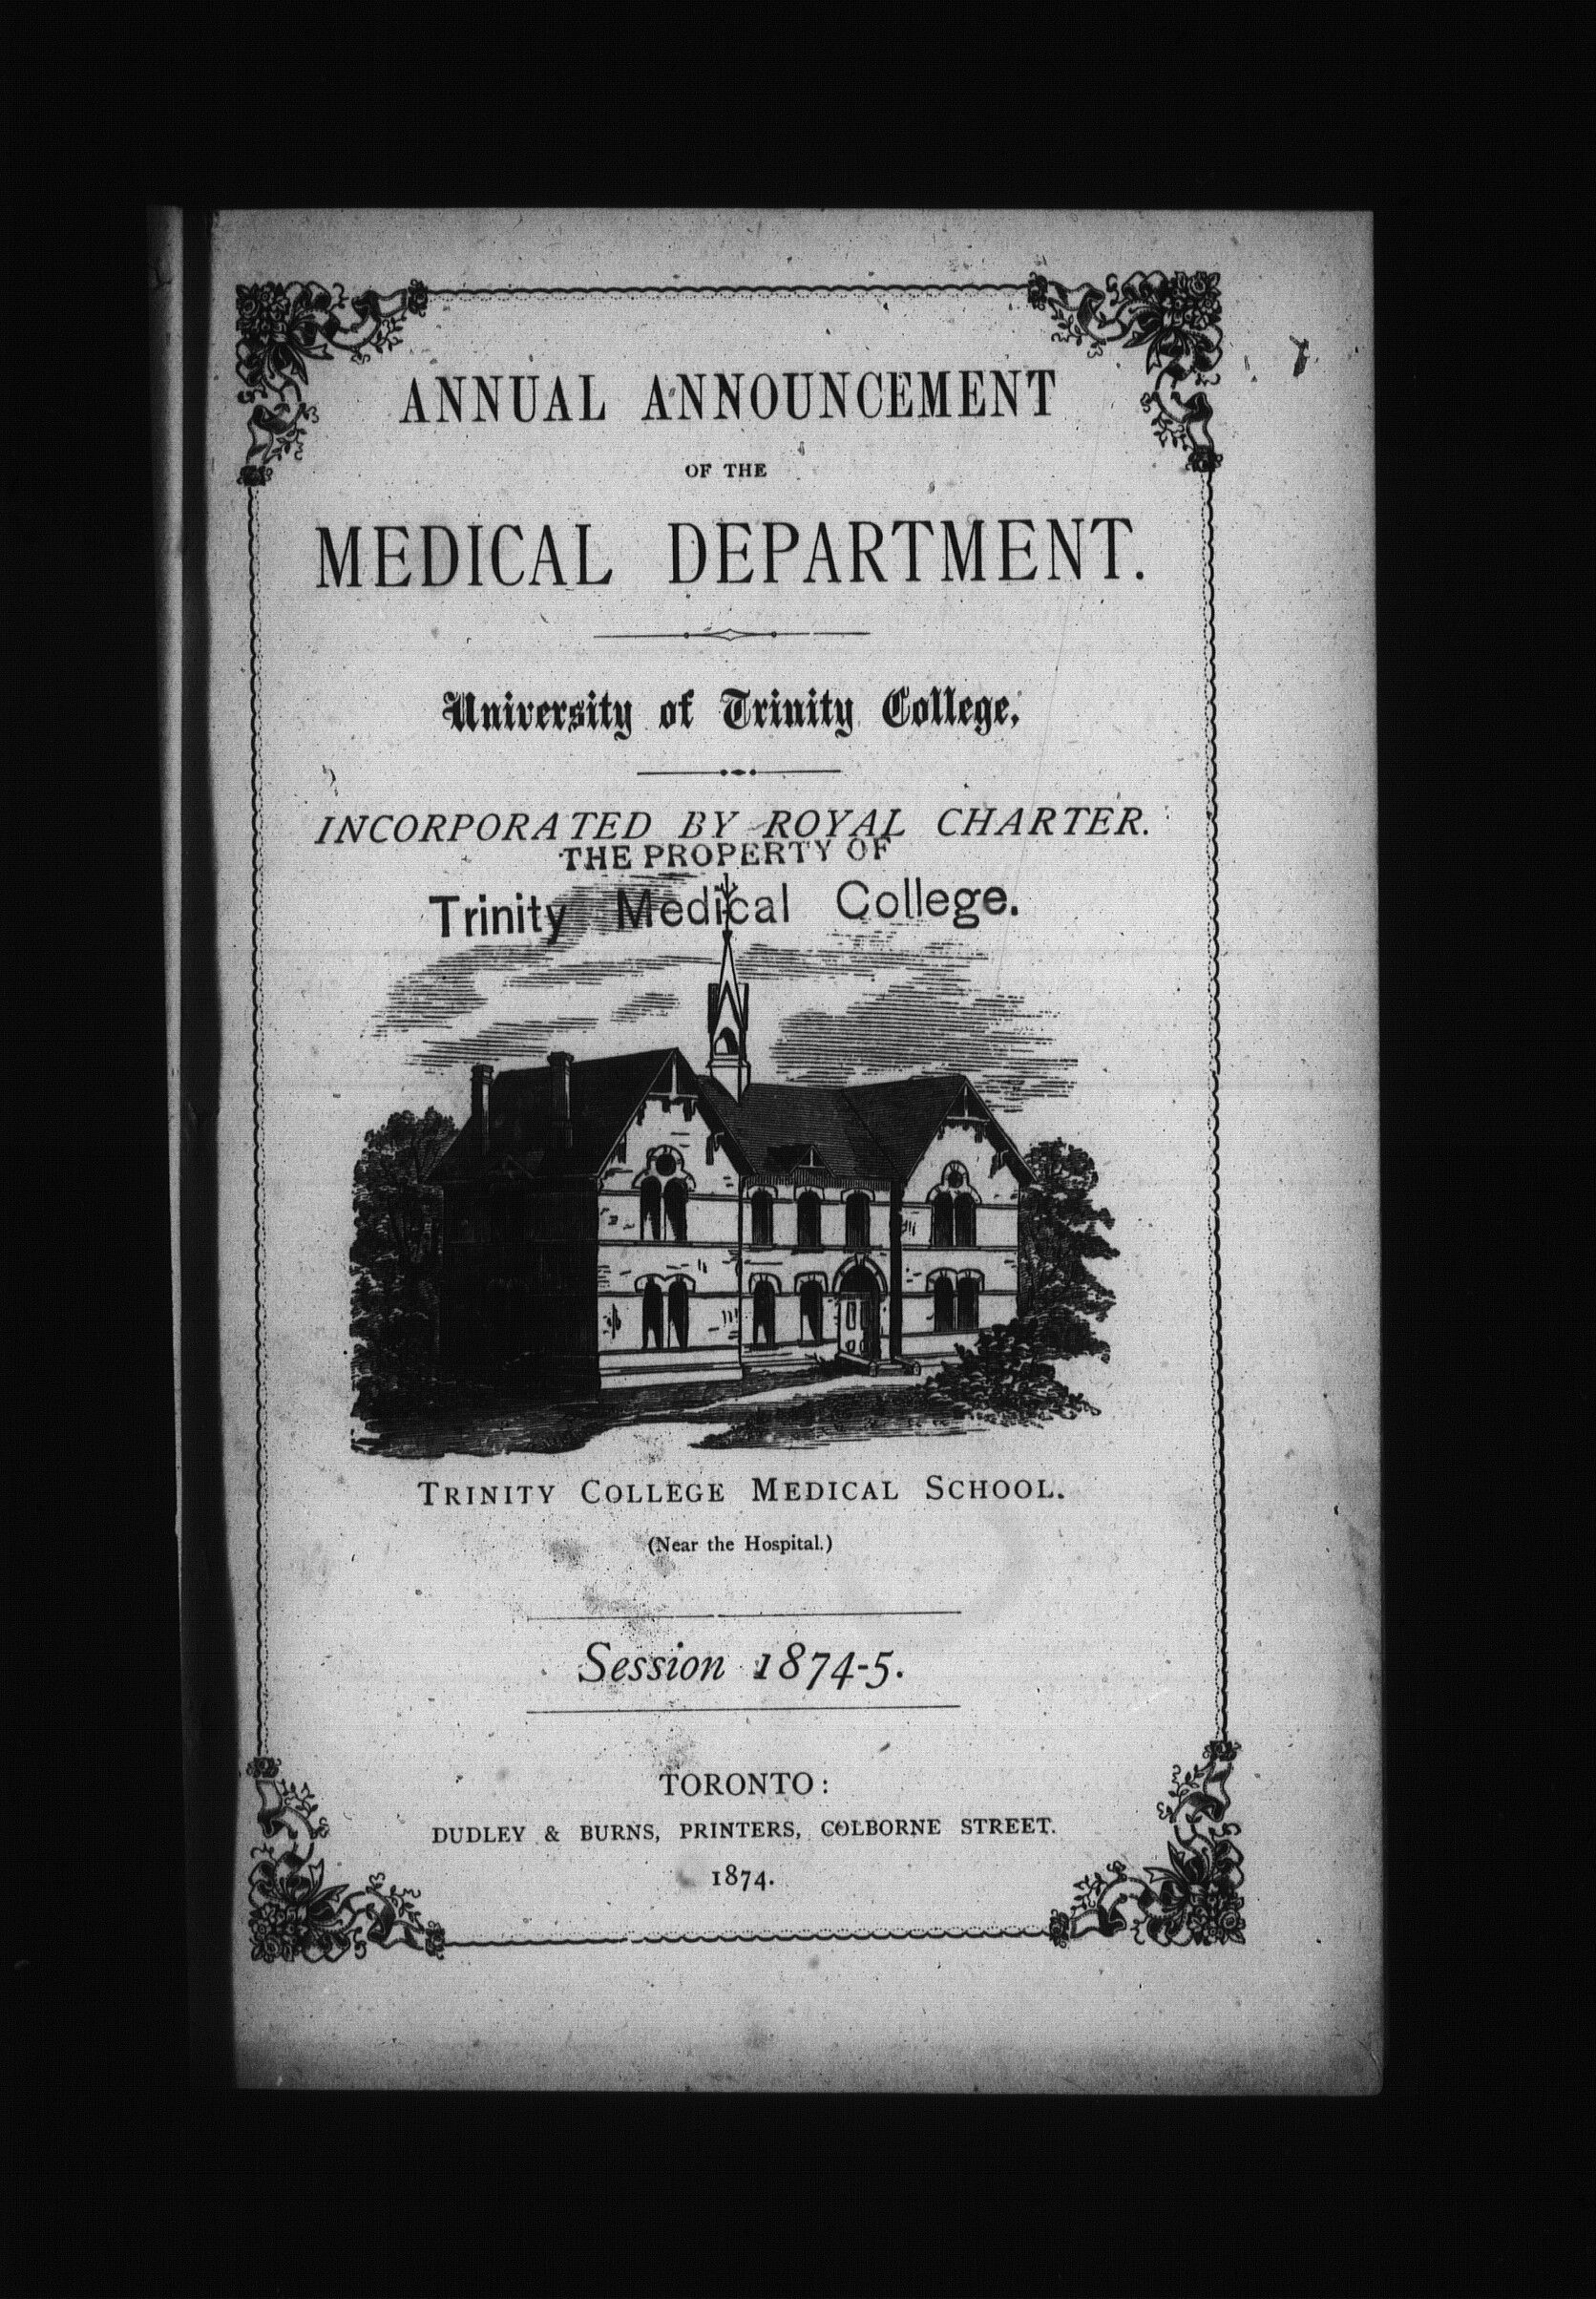 ANNUAL ANNOUNCEMENT
OF THE
MEDICAL DEPARTMENT.
University of Trinity College,
INCORPORATED BY ROYAL CHARTER.
THE PROPERTY OF
Trinity Medical College.
TRINITY COLLEGE MEDICAL SCHOOL.
(Near the Hospital.)
Session 1874-5.
TORONTO:
DUDLEY & BURNS, PRINTERS, COLBORNE STREET.
1874.